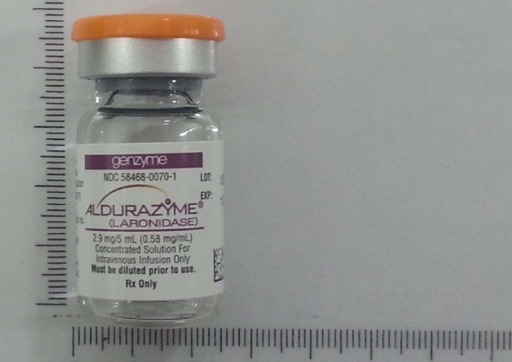 genzyme
NDC 58468-0070-1
LOT:
EXP:
ALDURAZYME®
(LARONIDASE)
2.9 mg/5 mL (0.58 mg/mL)
Concentrated Solution For
Intravenous Infusion Only
Must be diluted prior to use.
Rx Only